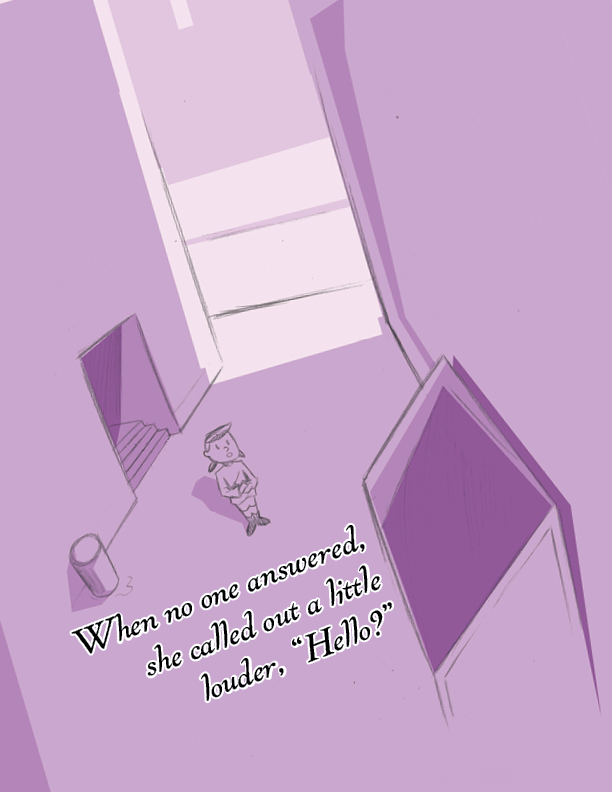 When no one answered,
she called out a little
louder, “Hello?”